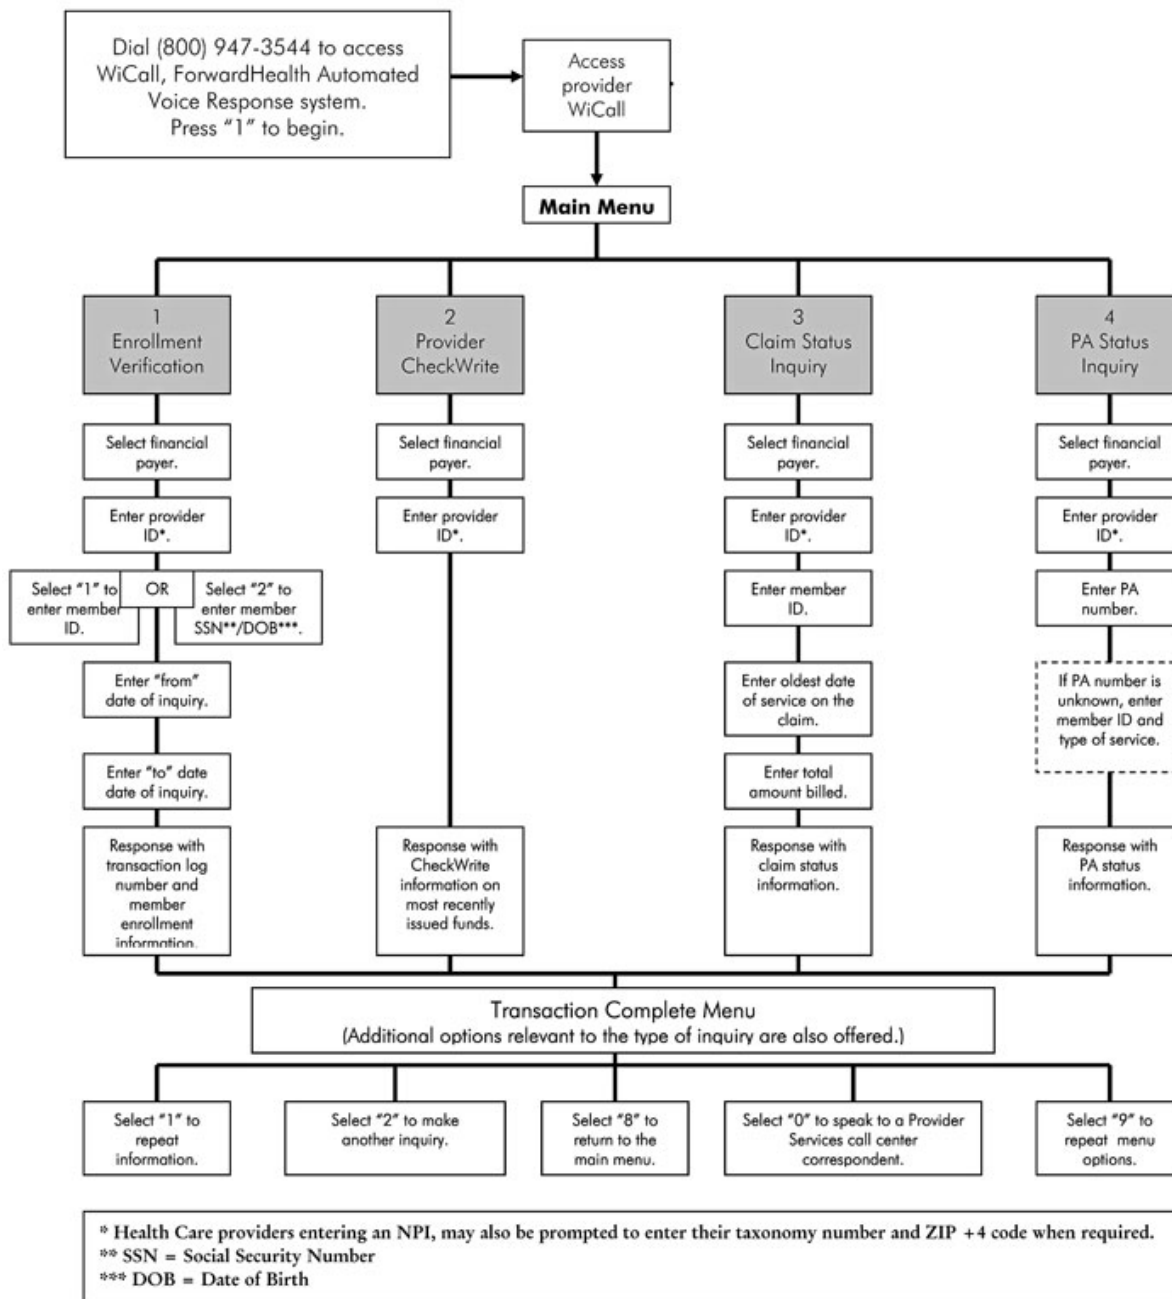 Dial (800) 947-3544 to access
WiCall, ForwardHealth Automated
Voice Response system.
Press "1" to begin.
Access
provider
WiCall
Main Menu
1
Enrollment
Verification
2
Provider
CheckWrite
3
Claim Status
Inquiry
4
PA Status
Inquiry
Select financial
payer.
Select financial
payer.
Select financial
payer.
Select financial
payer.
Enter provider
ID*.
Enter provider
ID*.
Enter provider
ID*.
Enter provider
ID*.
Select "1" to
enter member
ID.
OR
Select "2" to
enter member
SSN**/DOB***.
Enter member
ID.
Enter PA
number.
Enter "from"
date of inquiry.
Enter oldest date
of service on the
claim.
If PA number is
unknown, enter
member ID and
type of service.
Enter "to" date
date of inquiry.
Enter total
amount billed.
Response with
transaction log
number and
member
enrollment
information.
Response with
CheckWrite
information on
most recently
issued funds.
Response with
claim status
information.
Response with
PA status
information.
Transaction Complete Menu
(Additional options relevant to the type of inquiry are also offered.)
Select "1" to
repeat
information.
Select "2" to make
another inquiry.
Select "8" to
return to the
main menu.
Select "0" to speak to a Provider
Services call center
correspondent.
Select "9" to
repeat menu
options.
* Health Care providers entering an NPI, may also be prompted to enter their taxonomy number and ZIP +4 code when required.
** SSN = Social Security Number
*** DOB = Date of Birth